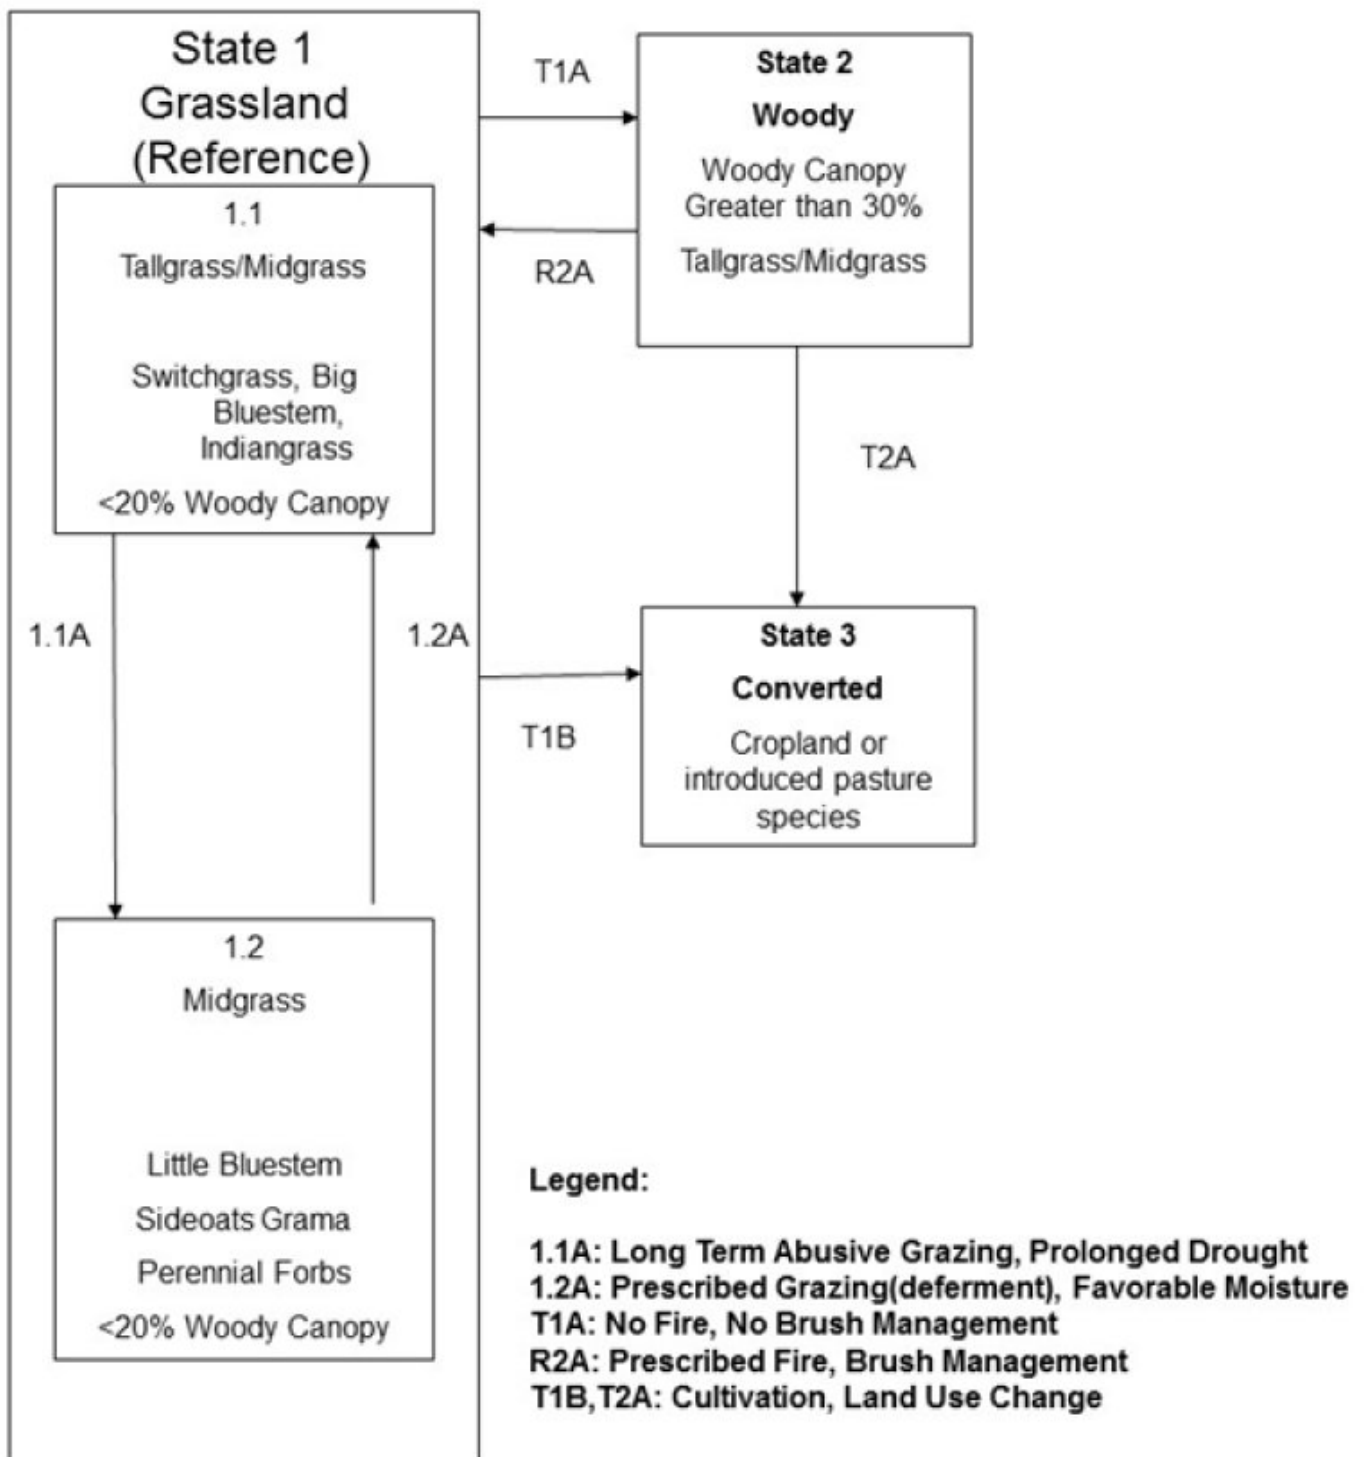 State 1
Grassland
(Reference)
1.1
Tallgrass/Midgrass
Switchgrass, Big
Bluestem,
Indiangrass
<20% Woody Canopy
1.1A
1.2A
1.2
Midgrass
Little Bluestem
Sideoats Grama
Perennial Forbs
<20% Woody Canopy
T1A
R2A
State 2
Woody
Woody Canopy
Greater than 30%
Tallgrass/Midgrass
T2A
T1B
State 3
Converted
Cropland or
introduced pasture
species
Legend:
1.1A: Long Term Abusive Grazing, Prolonged Drought
1.2A: Prescribed Grazing(deferment), Favorable Moisture
T1A: No Fire, No Brush Management
R2A: Prescribed Fire, Brush Management
T1B,T2A: Cultivation, Land Use Change